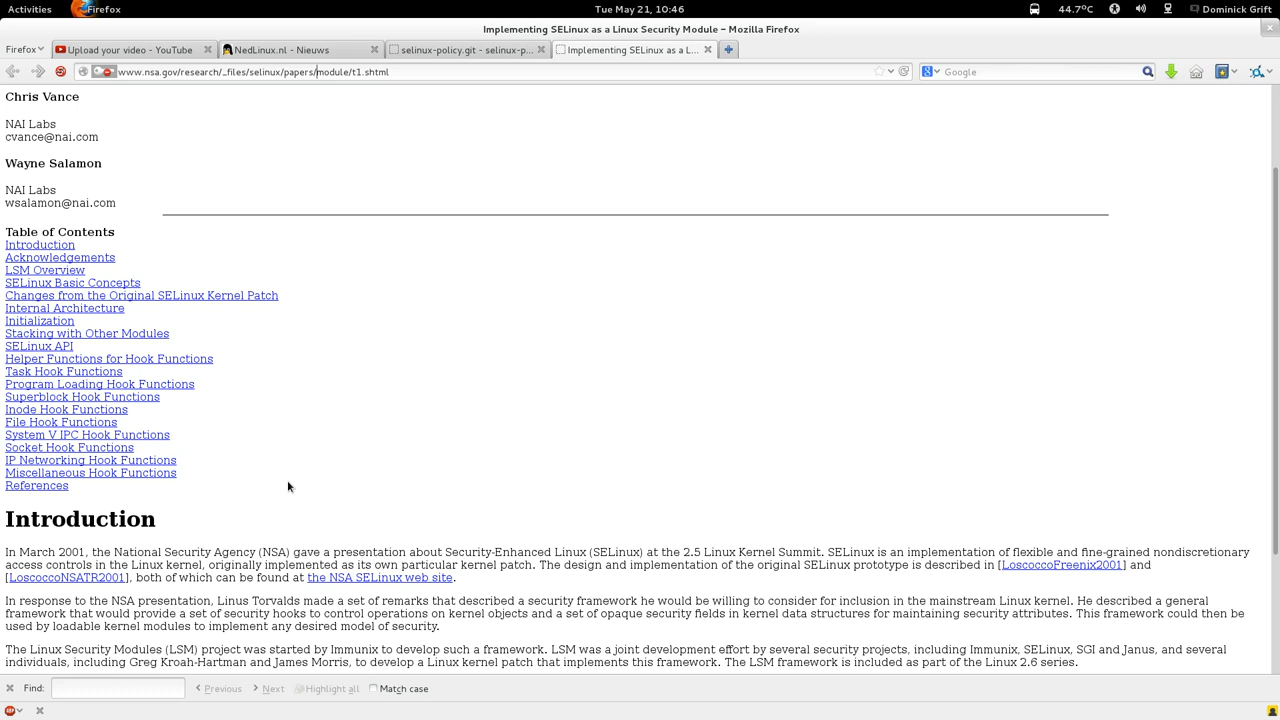 Activities Firefox Tue May 21, 10:46 44.7ºC Dominick Grift
Implementing SELinux as a Linux Security Module - Mozilla Firefox
Firefox Upload your video - YouTube NedLinux.nl - Nieuws selinux-policy.git - selinux-p... Implementing SELinux as a L...
www.nsa.gov/research/_files/selinux/papers/module/t1.shtml Google
Chris Vance
NAI Labs
cvance@nai.com
Wayne Salamon
NAI Labs
wsalamon@nai.com
Table of Contents
Introduction
Acknowledgements
LSM Overview
SELinux Basic Concepts
Changes from the Original SELinux Kernel Patch
Internal Architecture
Initialization
Stacking with Other Modules
SELinux API
Helper Functions for Hook Functions
Task Hook Functions
Program Loading Hook Functions
Superblock Hook Functions
Inode Hook Functions
File Hook Functions
System V IPC Hook Functions
Socket Hook Functions
IP Networking Hook Functions
Miscellaneous Hook Functions
References
Introduction
In March 2001, the National Security Agency (NSA) gave a presentation about Security-Enhanced Linux (SELinux) at the 2.5 Linux Kernel Summit. SELinux is an implementation of flexible and fine-grained nondiscretionary
access controls in the Linux kernel, originally implemented as its own particular kernel patch. The design and implementation of the original SELinux prototype is described in [LoscoccoFreenix2001] and
[LoscoccoNSATR2001], both of which can be found at the NSA SELinux web site.
In response to the NSA presentation, Linus Torvalds made a set of remarks that described a security framework he would be willing to consider for inclusion in the mainstream Linux kernel. He described a general
framework that would provide a set of security hooks to control operations on kernel objects and a set of opaque security fields in kernel data structures for maintaining security attributes. This framework could then be
used by loadable kernel modules to implement any desired model of security.
The Linux Security Modules (LSM) project was started by Immunix to develop such a framework. LSM was a joint development effort by several security projects, including Immunix, SELinux, SGI and Janus, and several
individuals, including Greg Kroah-Hartman and James Morris, to develop a Linux kernel patch that implements this framework. The LSM framework is included as part of the Linux 2.6 series.
Find: Previous Next Highlight all Match case